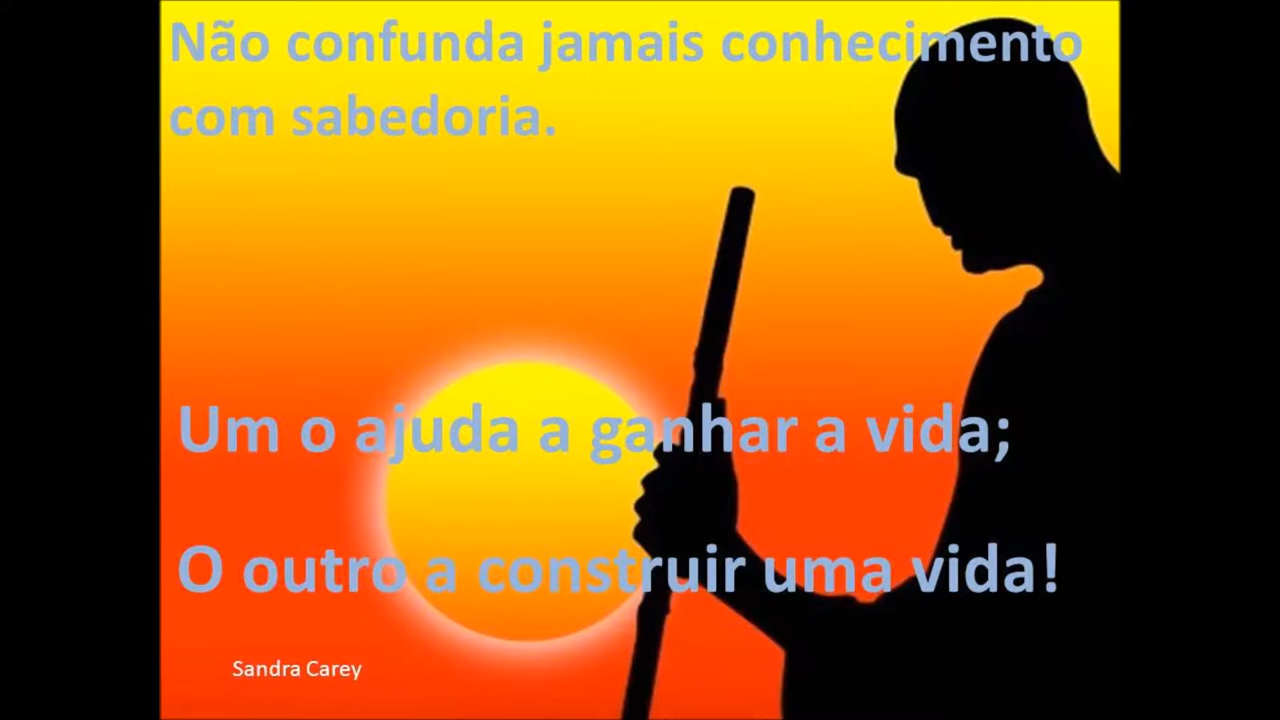 Não confunda jamais conhecimento
com sabedoria.
Um o ajuda a ganhar a vida;
O outro a construir uma vida!
Sandra Carey